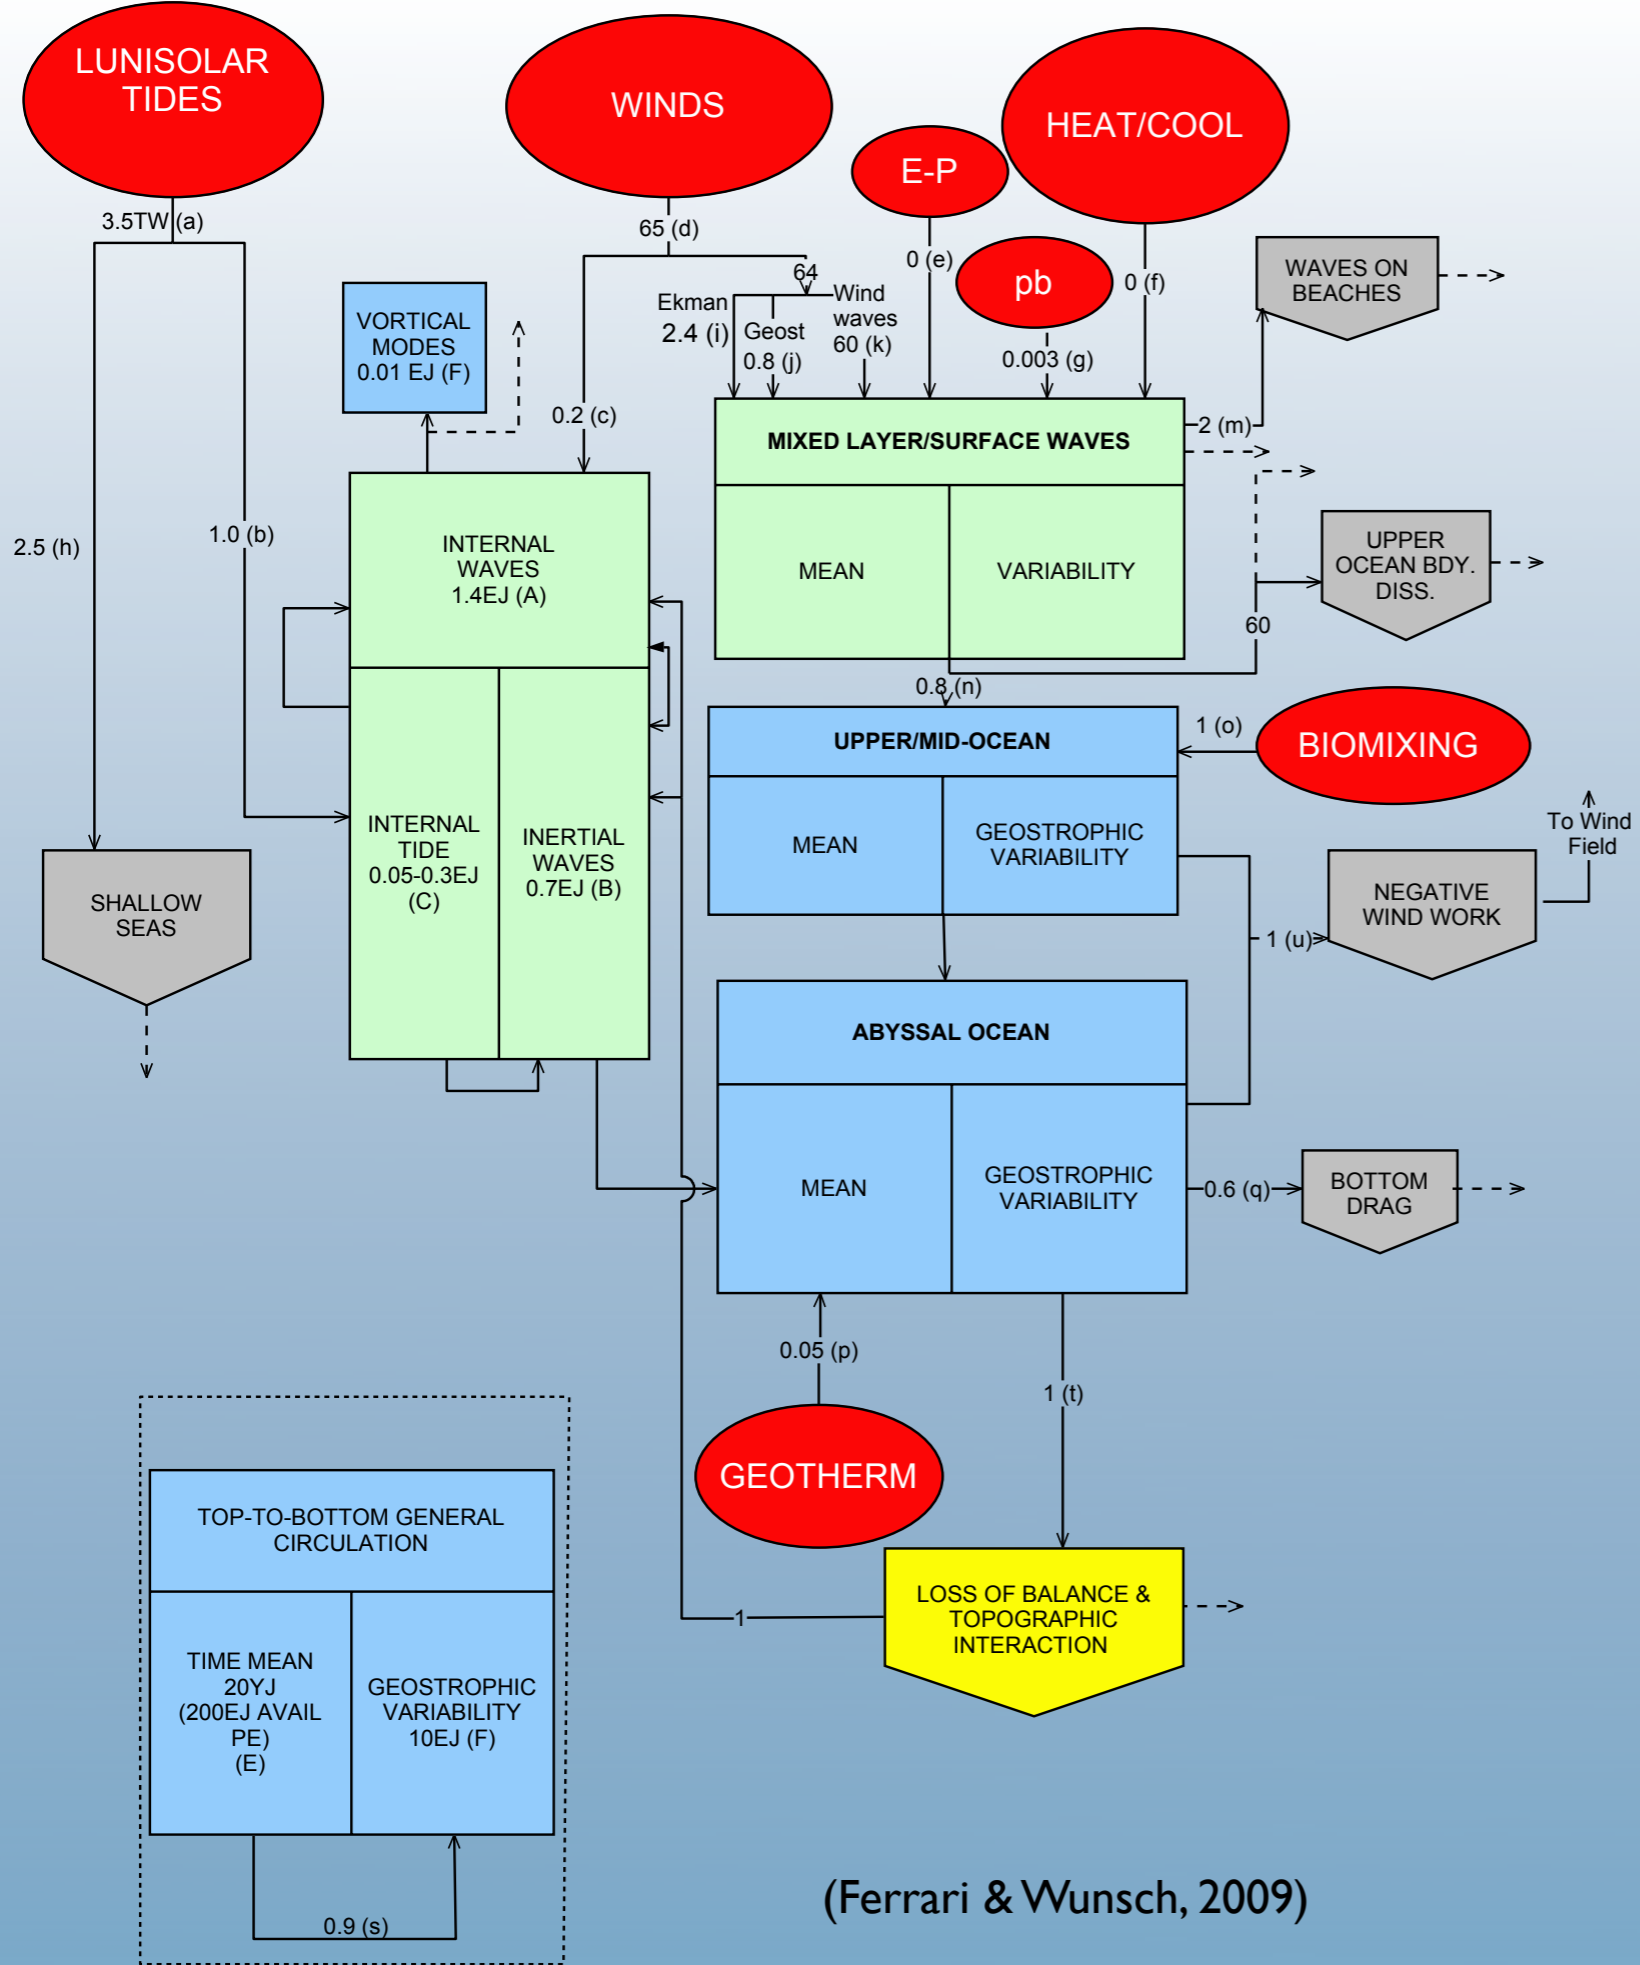 LUNISOLAR
TIDES
WINDS
HEAT/COOL
E-P
pb
3.5TW (a)
65 (d)
0 (e)
0 (f)
64
Ekman
2.4 (i)
Geost
0.8 (j)
Wind
waves
60 (k)
0.003 (g)
WAVES ON
BEACHES
VORTICAL
MODES
0.01 EJ (F)
0.2 (c)
2 (m)
MIXED LAYER/SURFACE WAVES
MEAN
VARIABILITY
2.5 (h)
1.0 (b)
INTERNAL
WAVES
1.4EJ (A)
UPPER
OCEAN BDY.
DISS.
60
0.8 (n)
UPPER/MID-OCEAN
1 (o)
BIOMIXING
MEAN
GEOSTROPHIC
VARIABILITY
To Wind
Field
INTERNAL
TIDE
0.05-0.3EJ
(C)
INERTIAL
WAVES
0.7EJ (B)
SHALLOW
SEAS
NEGATIVE
WIND WORK
1 (u)
ABYSSAL OCEAN
MEAN
GEOSTROPHIC
VARIABILITY
0.6 (q)
BOTTOM
DRAG
0.05 (p)
1 (t)
GEOTHERM
LOSS OF BALANCE &
TOPOGRAPHIC
INTERACTION
1
TOP-TO-BOTTOM GENERAL
CIRCULATION
TIME MEAN
20YJ
(200EJ AVAIL
PE)
(E)
GEOSTROPHIC
VARIABILITY
10EJ (F)
0.9 (s)
(Ferrari & Wunsch, 2009)